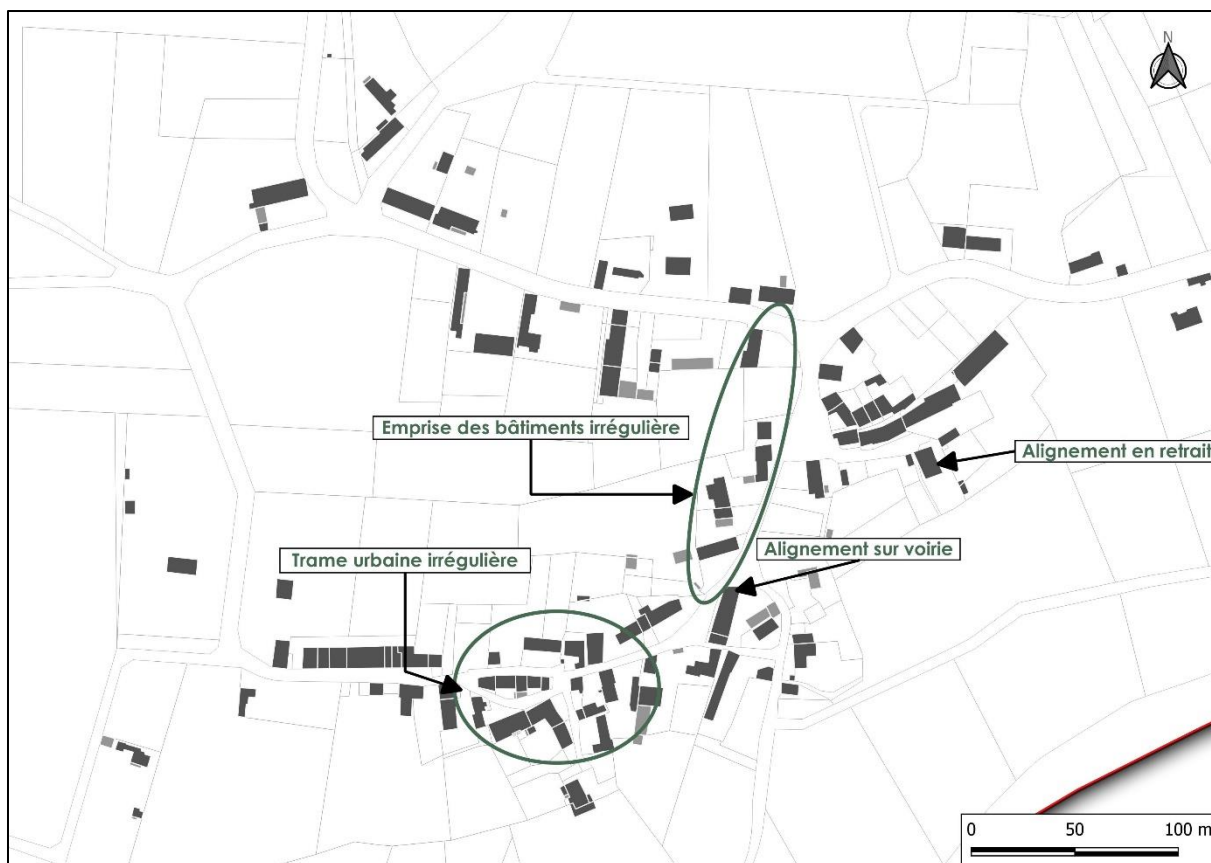 N
Emprise des bâtiments irrégulière
Alignement en retrait
Trame urbaine irrégulière
Alignement sur voirie
0 50 100 m